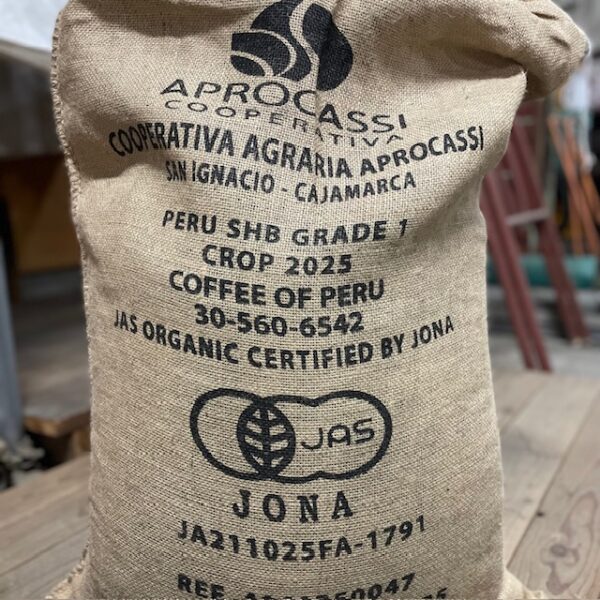 APROCASSI
COOPERATIVA
COOPERATIVA AGRARIA APROCASSI
SAN IGNACIO - CAJAMARCA
PERU SHB GRADE 1
CROP 2025
COFFEE OF PERU
30-560-6542
JAS ORGANIC CERTIFIED BY JONA
JAS
JONA
JA211025FA-1791
REF.